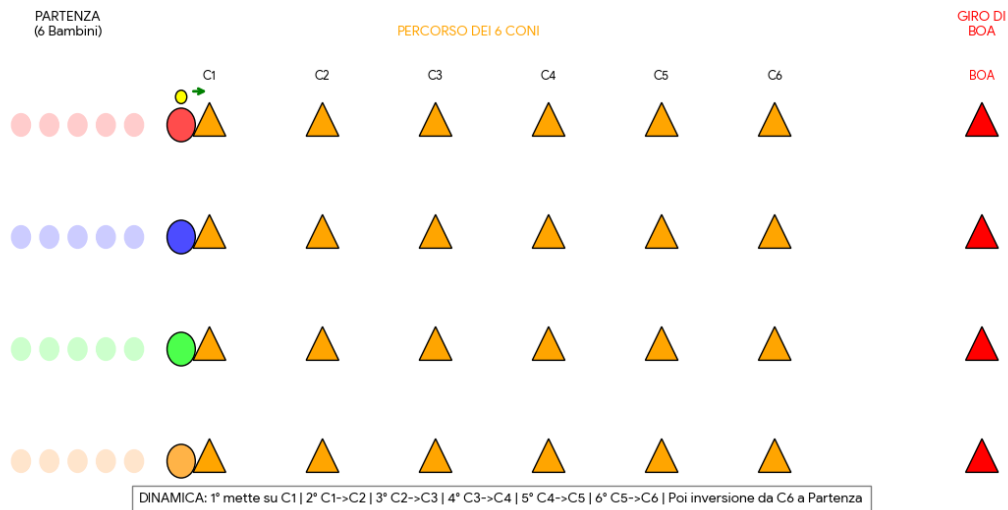 PARTENZA
(6 Bambini)
PERCORSO DEI 6 CONI
GIRO DI
BOA
C1
C2
C3
C4
C5
C6
BOA
DINAMICA: 1° mette su C1 | 2° C1->C2 | 3° C2->C3 | 4° C3->C4 | 5° C4->C5 | 6° C5->C6 | Poi inversione da C6 a Partenza